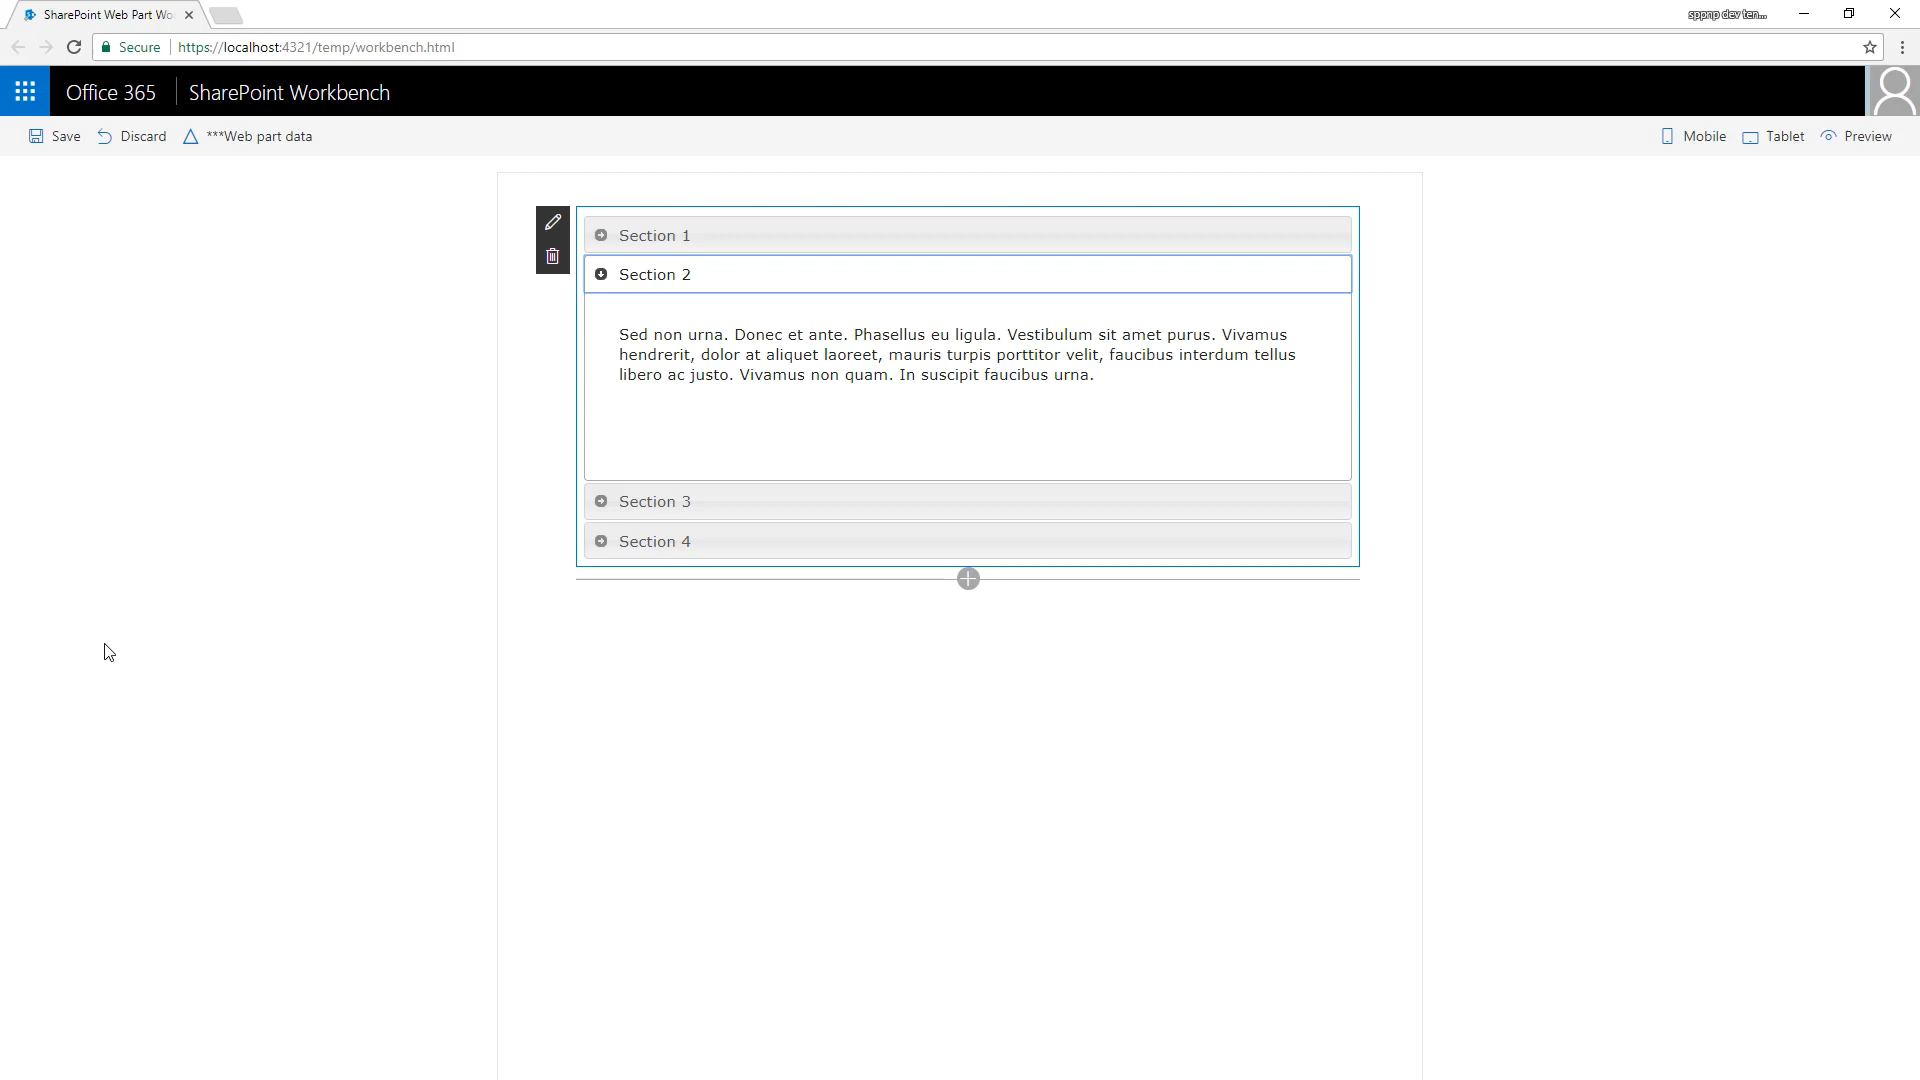 SharePoint Web Part Wo
sppnp dev ten...
Secure
https://localhost:4321/temp/workbench.html
Office 365
SharePoint Workbench
Save
Discard
***Web part data
Mobile
Tablet
Preview
Section 1
Section 2
Sed non urna. Donec et ante. Phasellus eu ligula. Vestibulum sit amet purus. Vivamus
hendrerit, dolor at aliquet laoreet, mauris turpis porttitor velit, faucibus interdum tellus
libero ac justo. Vivamus non quam. In suscipit faucibus urna.
Section 3
Section 4